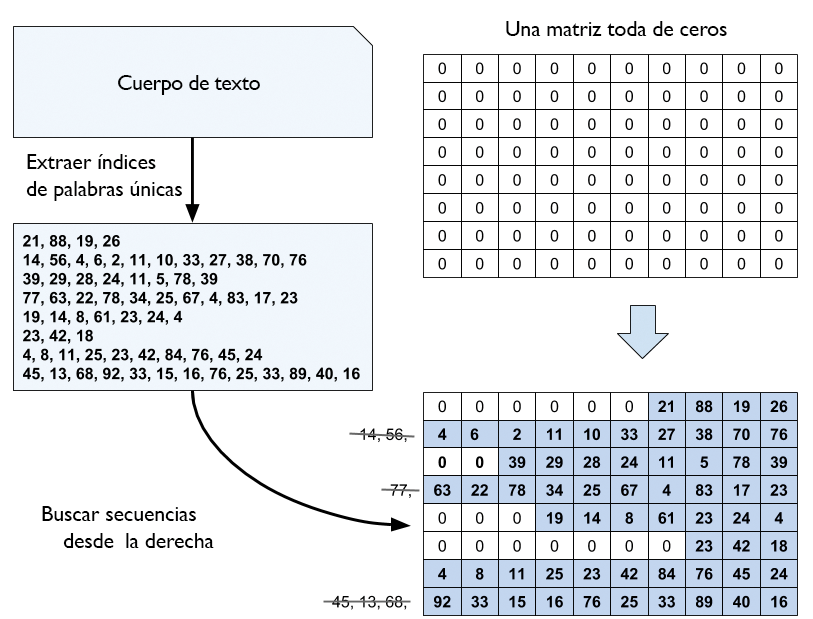 Cuerpo de texto
Extraer índices
de palabras únicas
21, 88, 19, 26
14, 56, 4, 6, 2, 11, 10, 33, 27, 38, 70, 76
39, 29, 28, 24, 11, 5, 78, 39
77, 63, 22, 78, 34, 25, 67, 4, 83, 17, 23
19, 14, 8, 61, 23, 24, 4
23, 42, 18
4, 8, 11, 25, 23, 42, 84, 76, 45, 24
45, 13, 68, 92, 33, 15, 16, 76, 25, 33, 89, 40, 16
Buscar secuencias
desde la derecha
Una matriz toda de ceros
0 0 0 0 0 0 0 0 0 0
0 0 0 0 0 0 0 0 0 0
0 0 0 0 0 0 0 0 0 0
0 0 0 0 0 0 0 0 0 0
0 0 0 0 0 0 0 0 0 0
0 0 0 0 0 0 0 0 0 0
0 0 0 0 0 0 0 0 0 0
0 0 0 0 0 0 0 0 0 0
0 0 0 0 0 0 21 88 19 26
14, 56, 4 6 2 11 10 33 27 38 70 76
0 0 39 29 28 24 11 5 78 39
77, 63 22 78 34 25 67 4 83 17 23
0 0 0 19 14 8 61 23 24 4
0 0 0 0 0 0 0 23 42 18
4 8 11 25 23 42 84 76 45 24
45, 13, 68, 92 33 15 16 76 25 33 89 40 16